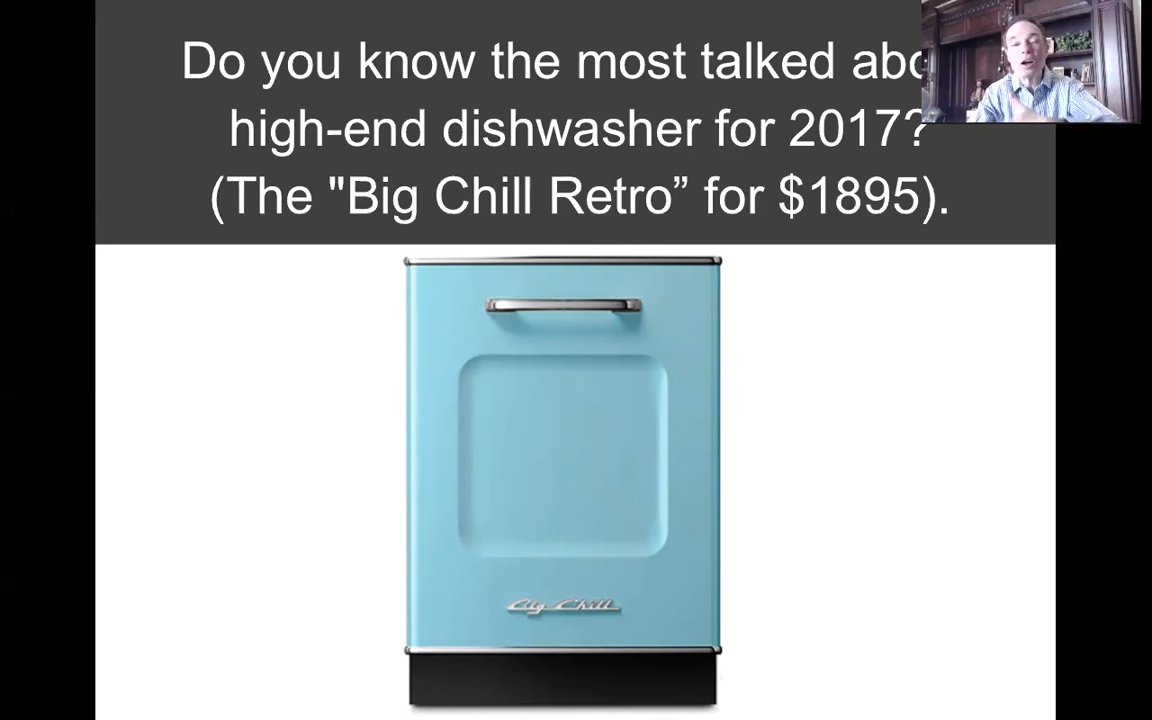 Do you know the most talked
high-end dishwasher for 2017?
(The "Big Chill Retro” for $1895).
Big Chill